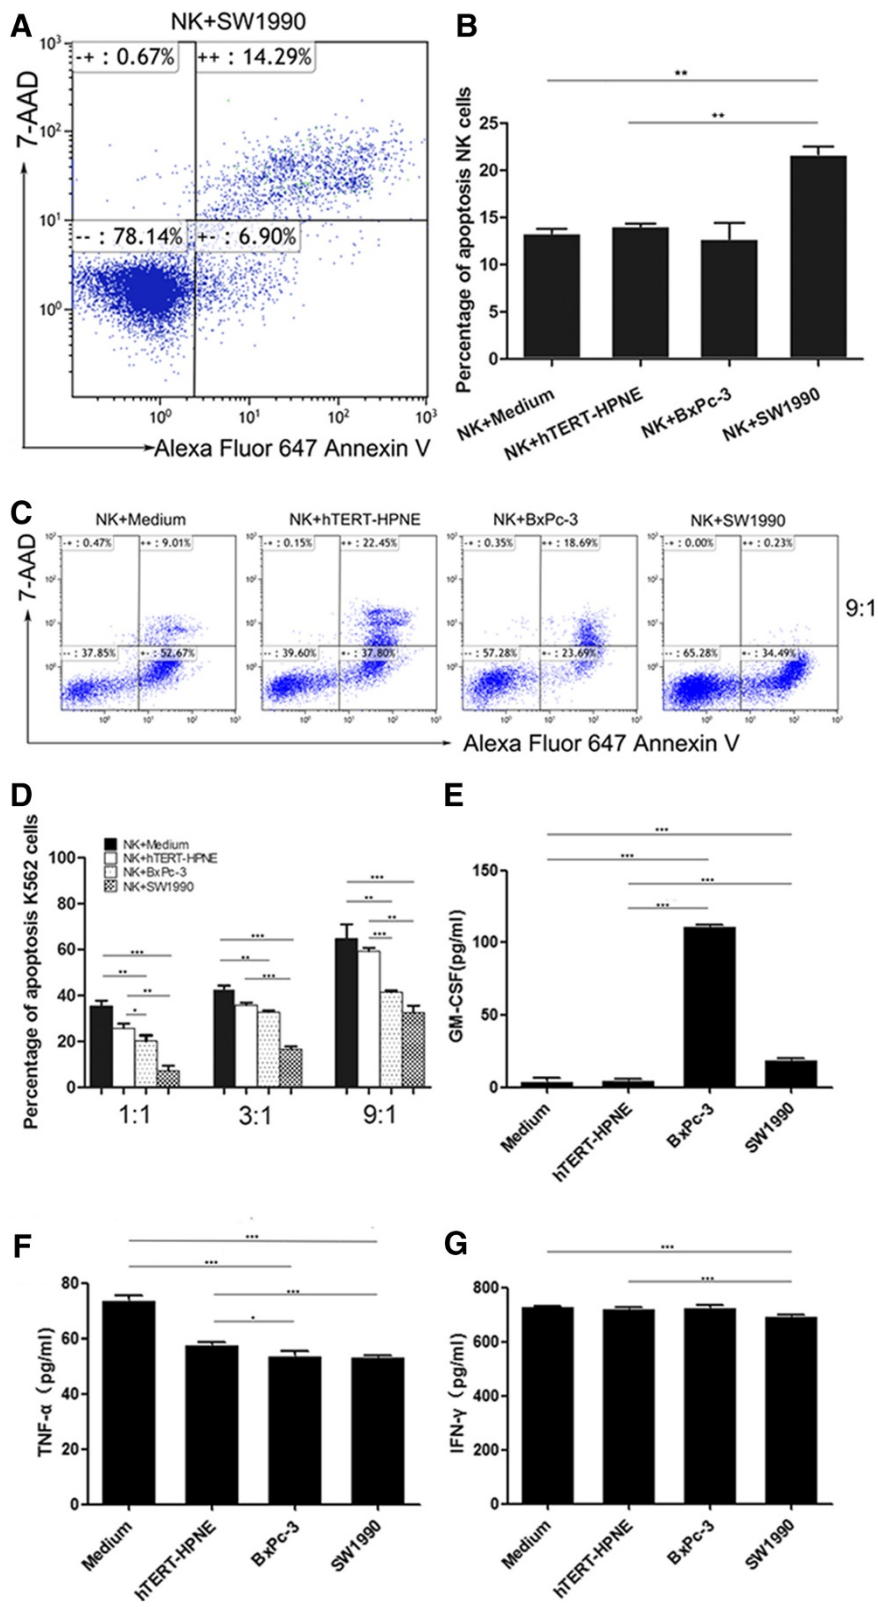 A
NK+SW1990
7-AAD
-+ : 0.67%
++ : 14.29%
-- : 78.14%
+- : 6.90%
10³
10²
10¹
10⁰
10⁰
10¹
10²
10³
Alexa Fluor 647 Annexin V
B
**
**
Percentage of apoptosis NK cells
25
20
15
10
5
0
NK+Medium
NK+hTERT-HPNE
NK+BxPc-3
NK+SW1990
C
7-AAD
NK+Medium
NK+hTERT-HPNE
NK+BxPc-3
NK+SW1990
-+ : 0.47%
++ : 9.01%
-+ : 0.15%
++ : 22.45%
-+ : 0.35%
++ : 18.69%
-+ : 0.00%
++ : 0.23%
-- : 37.85%
+- : 52.67%
-- : 39.60%
+- : 37.80%
-- : 57.28%
+- : 23.69%
-- : 65.28%
+- : 34.49%
9:1
Alexa Fluor 647 Annexin V
D
Percentage of apoptosis K562 cells
NK+Medium
NK+hTERT-HPNE
NK+BxPc-3
NK+SW1990
100
80
60
40
20
0
***
**
**
*
***
**
***
***
**
**
***
1:1
3:1
9:1
E
***
***
***
***
GM-CSF(pg/ml)
150
100
50
0
Medium
hTERT-HPNE
BxPc-3
SW1990
F
***
***
***
*
TNF-α (pg/ml)
80
60
40
20
0
Medium
hTERT-HPNE
BxPc-3
SW1990
G
***
***
IFN-γ (pg/ml)
800
600
400
200
0
Medium
hTERT-HPNE
BxPc-3
SW1990